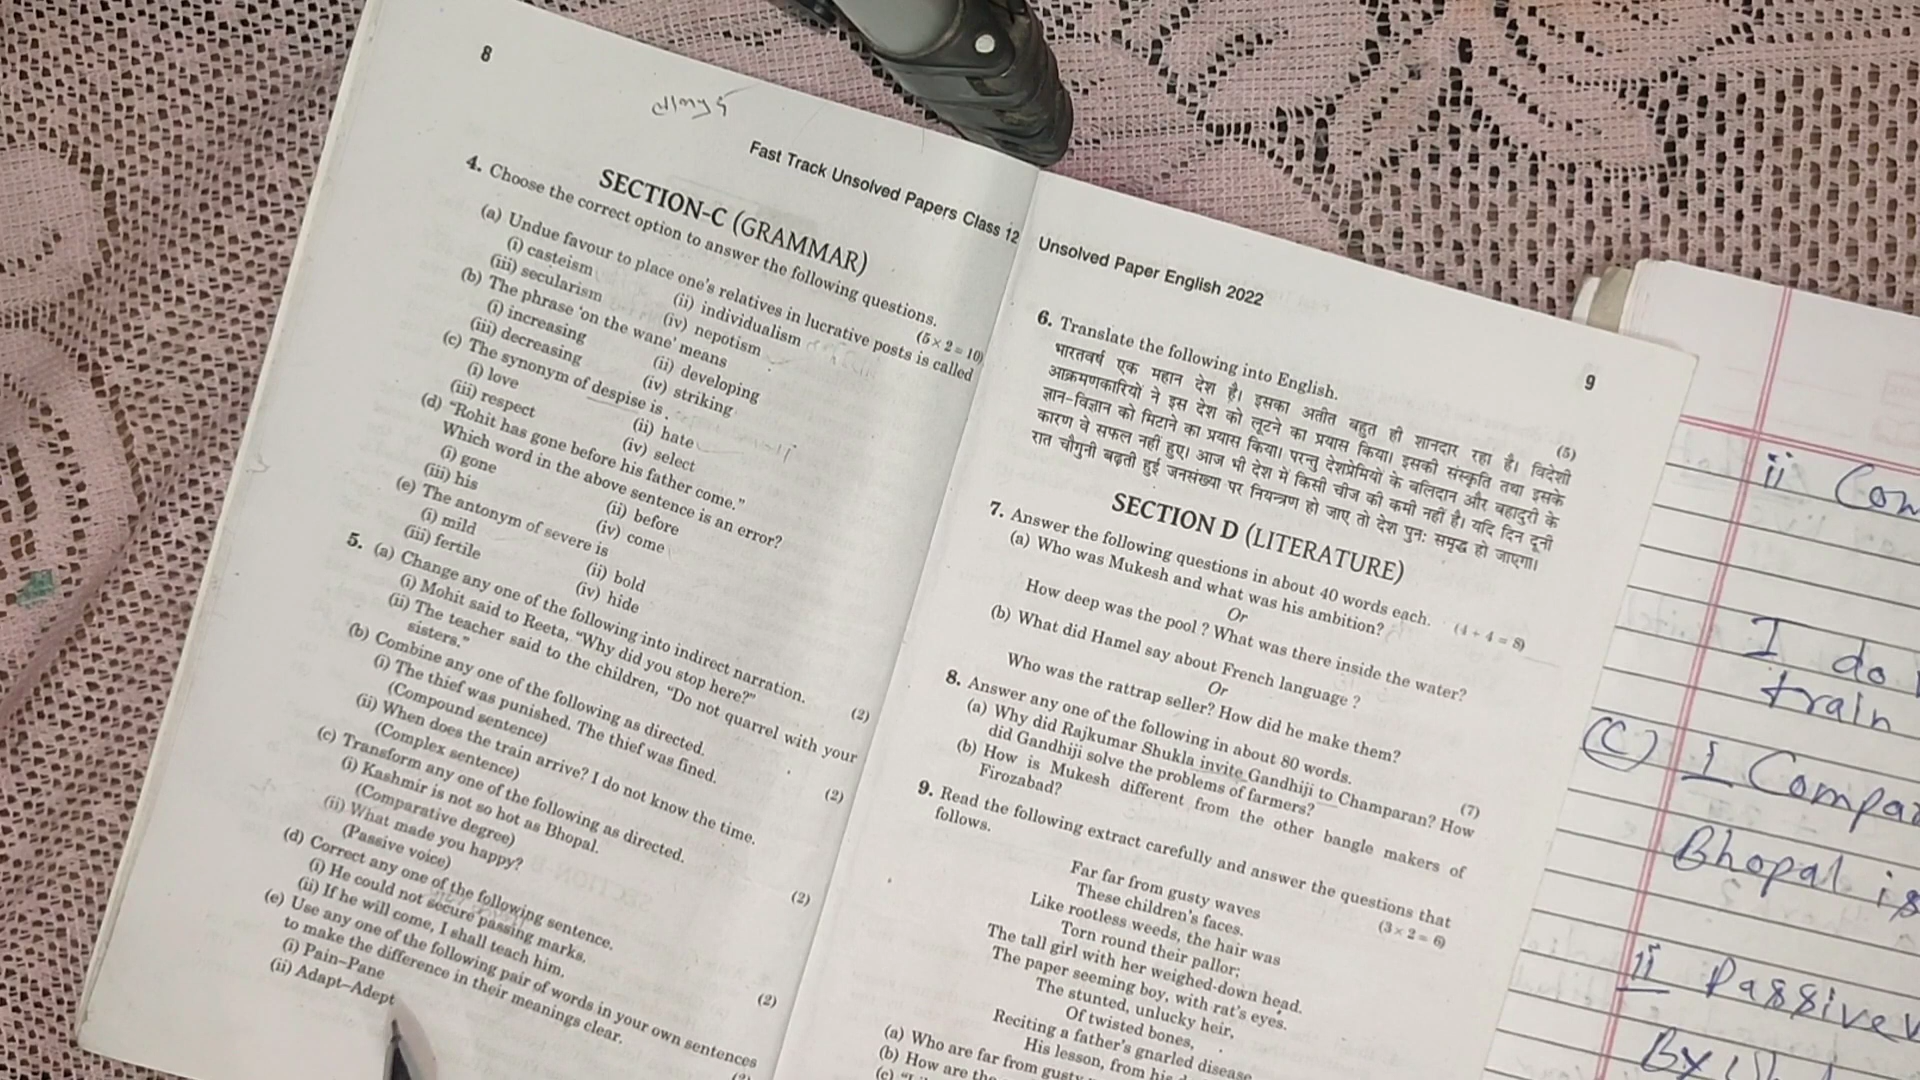 8
Fast Track Unsolved Papers Class 12
SECTION-C (GRAMMAR)
4. Choose the correct option to answer the following questions.
(5 × 2 = 10)
(a) Undue favour to place one's relatives in lucrative posts is called
(i) casteism (ii) individualism
(iii) secularism (iv) nepotism
(b) The phrase 'on the wane' means
(i) increasing (ii) developing
(iii) decreasing (iv) striking
(c) The synonym of despise is
(i) love (ii) hate
(iii) respect (iv) select
(d) "Rohit has gone before his father come."
Which word in the above sentence is an error?
(i) gone (ii) before
(iii) his (iv) come
(e) The antonym of severe is
(i) mild (ii) bold
(iii) fertile (iv) hide
5. (a) Change any one of the following into indirect narration.
(2)
(i) Mohit said to Reeta, "Why did you stop here?"
(ii) The teacher said to the children, "Do not quarrel with your
sisters."
(b) Combine any one of the following as directed.
(2)
(i) The thief was punished. The thief was fined.
(Compound sentence)
(ii) When does the train arrive? I do not know the time.
(Complex sentence)
(c) Transform any one of the following as directed.
(2)
(i) Kashmir is not so hot as Bhopal.
(Comparative degree)
(ii) What made you happy?
(Passive voice)
(d) Correct any one of the following sentence.
(2)
(i) He could not secure passing marks.
(ii) If he will come, I shall teach him.
(e) Use any one of the following pair of words in your own sentences
to make the difference in their meanings clear.
(i) Pain–Pane
(ii) Adapt–Adept
Unsolved Paper English 2022
9
6. Translate the following into English.
(5)
भारतवर्ष एक महान देश है। इसका अतीत बहुत ही शानदार रहा है। विदेशी
आक्रमणकारियों ने इस देश को लूटने का प्रयास किया। इसकी संस्कृति तथा इसके
ज्ञान-विज्ञान को मिटाने का प्रयास किया। परन्तु देशप्रेमियों के बलिदान और बहादुरी के
कारण वे सफल नहीं हुए। आज भी देश में किसी चीज की कमी नहीं है। यदि दिन दूनी
रात चौगुनी बढ़ती हुई जनसंख्या पर नियन्त्रण हो जाए तो देश पुनः समृद्ध हो जाएगा।
SECTION D (LITERATURE)
7. Answer the following questions in about 40 words each.
(4 + 4 = 8)
(a) Who was Mukesh and what was his ambition?
Or
How deep was the pool ? What was there inside the water?
(b) What did Hamel say about French language ?
Or
Who was the rattrap seller? How did he make them?
8. Answer any one of the following in about 80 words.
(7)
(a) Why did Rajkumar Shukla invite Gandhiji to Champaran? How
did Gandhiji solve the problems of farmers?
(b) How is Mukesh different from the other bangle makers of
Firozabad?
9. Read the following extract carefully and answer the questions that
follows.
(3 × 2 = 6)
Far far from gusty waves
These children's faces.
Like rootless weeds, the hair was
Torn round their pallor;
The tall girl with her weighed-down head.
The paper seeming boy, with rat's eyes.
The stunted, unlucky heir,
Of twisted bones,
Reciting a father's gnarled disease
His lesson, from his
(a) Who are far from gusty
(b) How are the
(c)
ii Com
I do
train
(C) i Compa
Bhopal is
ii Passive V
By